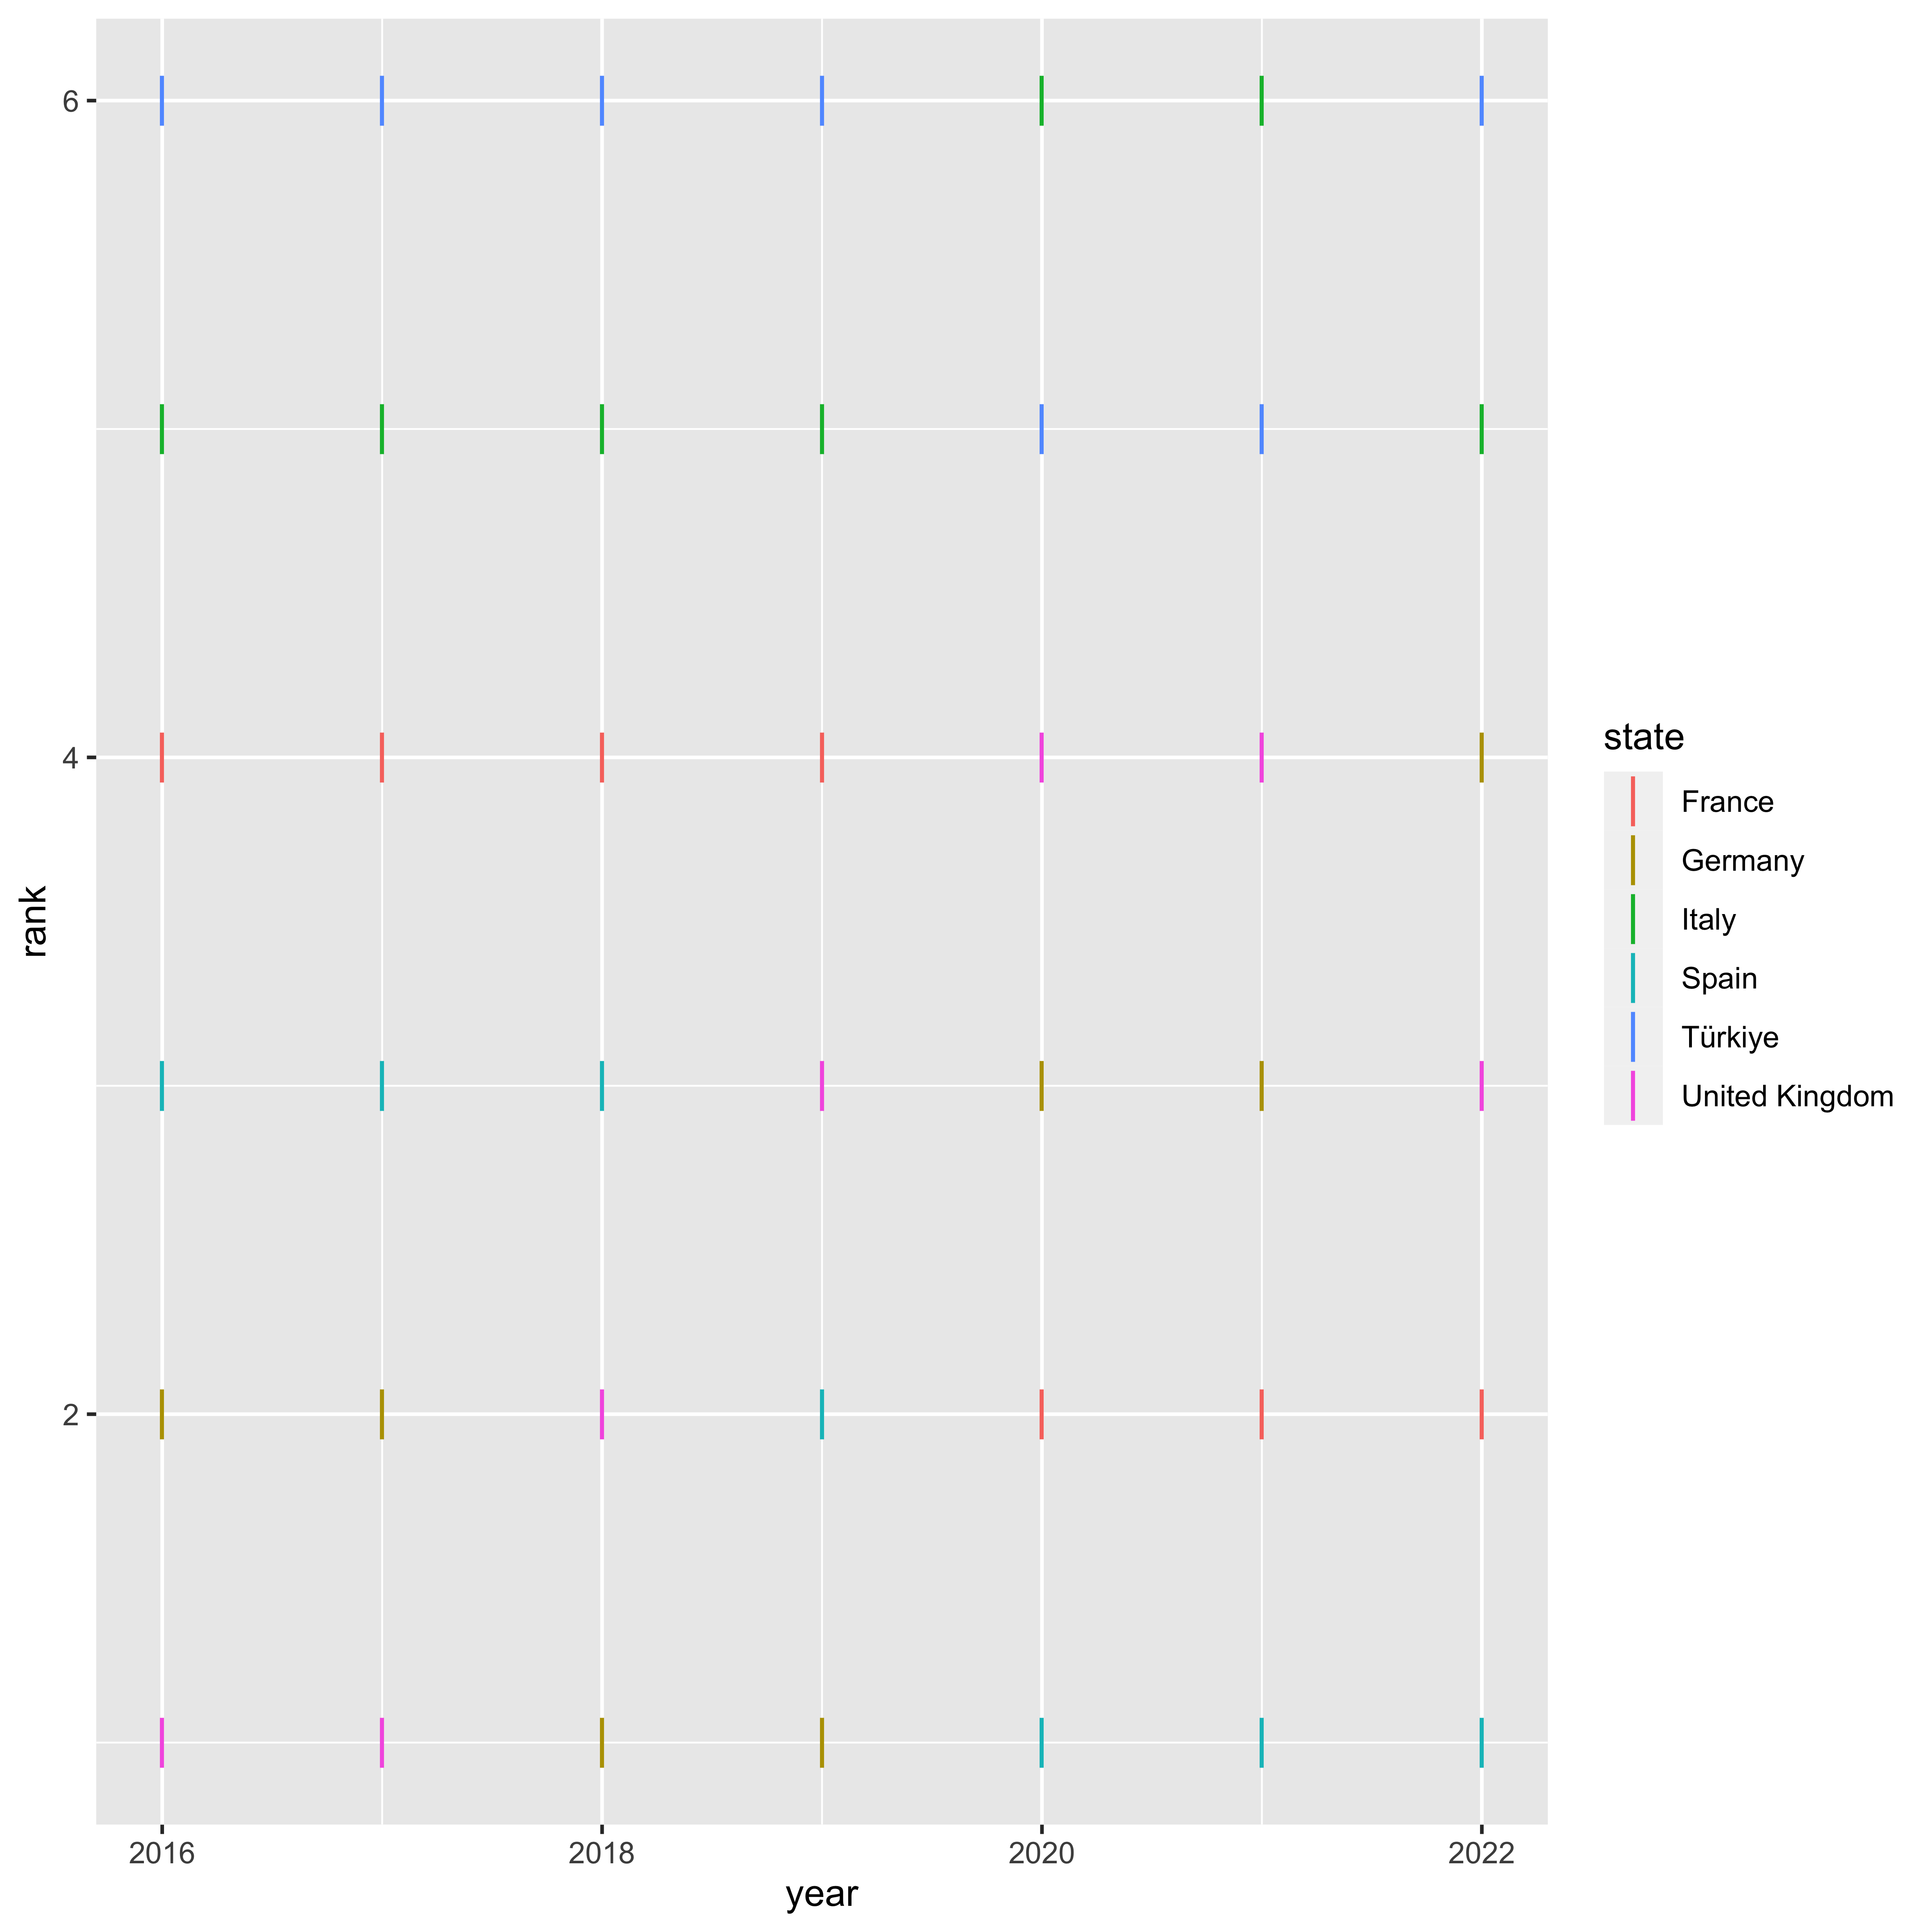 6
4
2
rank
2016
2018
2020
2022
year
state
France
Germany
Italy
Spain
Türkiye
United Kingdom